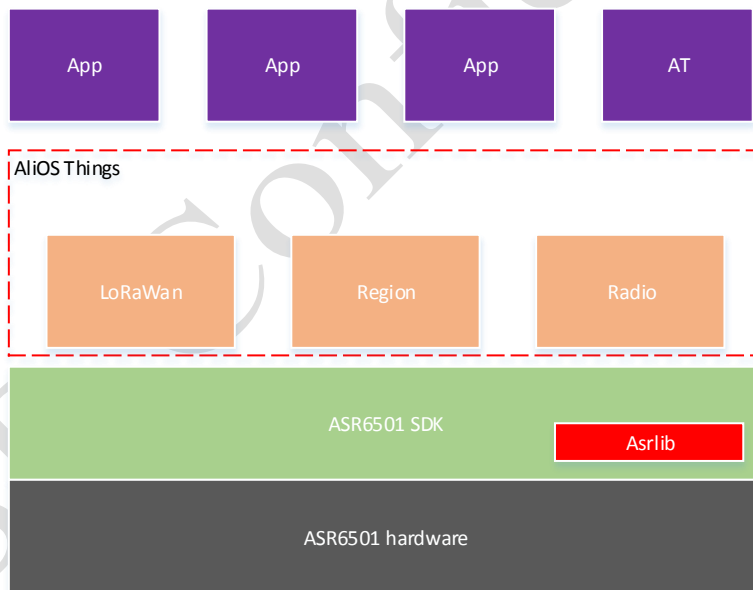 App
App
App
AT
AliOS Things
LoRaWan
Region
Radio
ASR6501 SDK
Asrlib
ASR6501 hardware